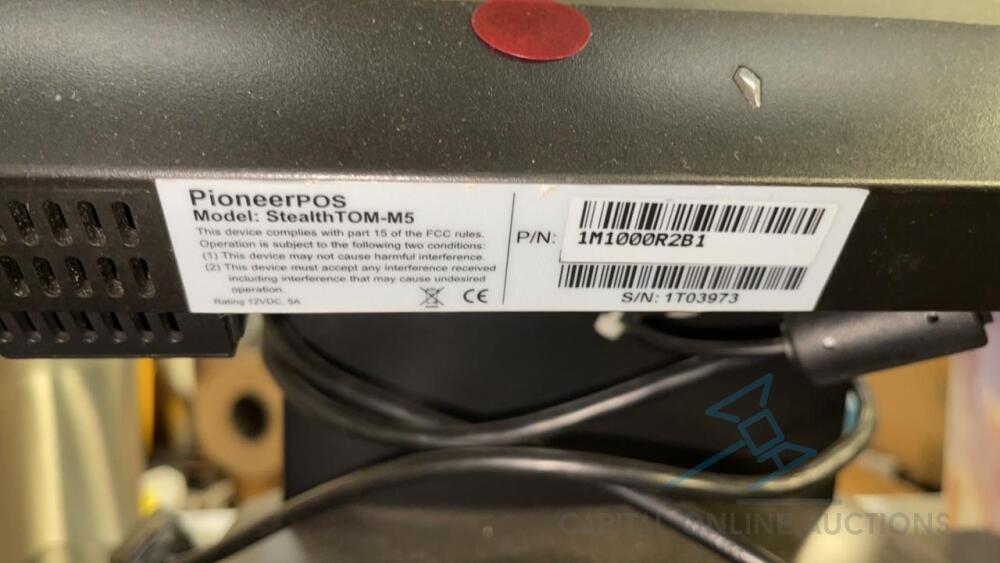 PioneerPOS
Model: StealthTOM-M5
This device complies with part 15 of the FCC rules.
Operation is subject to the following two conditions:
(1) This device may not cause harmful interference.
(2) This device must accept any interference received
including interference that may cause undesired
operation.
Rating 12VDC, 5A
CE
P/N:
1M1000R2B1
S/N: 1T03973
CAPITAL ONLINE AUCTIONS